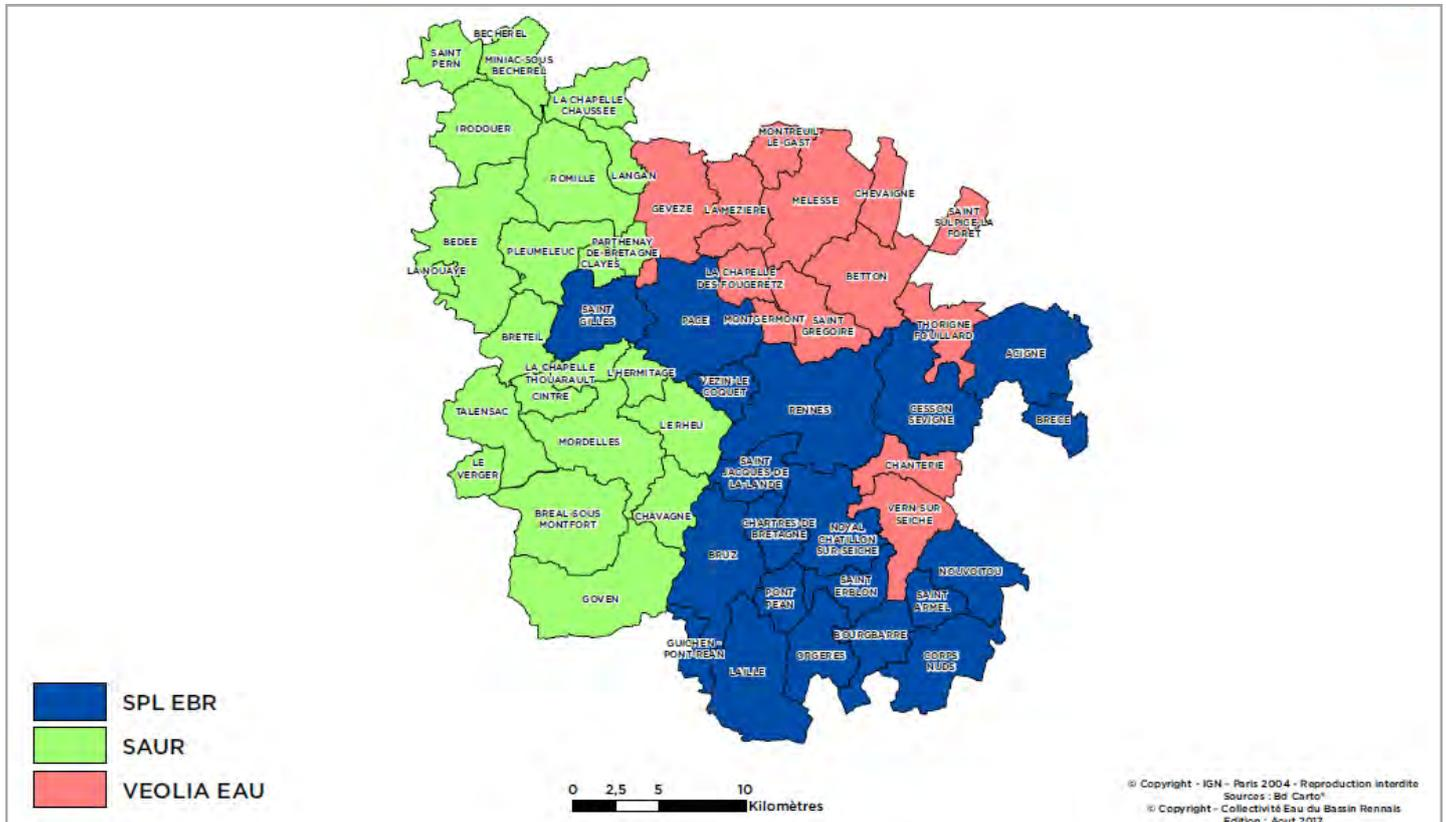 BECHEREL
SAINT
PERN
MINIAC-SOUS
BECHEREL
LA CHAPELLE
CHAUSSEE
IRODOUER
ROMILLE
LANGAN
MONTREUIL
LE-GAST
GEVEZE
LA MEZIERE
MELESSE
CHEVAIGNE
SAINT
SULPICE LA
FORET
BEDEE
PLEUMELEUC
PARTHENAY
DE-BRETAGNE
CLAYES
LA NOUAYE
LA CHAPELLE
DES FOUGERETZ
BETTON
SAINT
GILLES
PACE
MONTGERMONT
SAINT
GREGOIRE
THORIGNE
FOUILLARD
ACIGNE
BRETEIL
LA CHAPELLE
THOUARAULT
L'HERMITAGE
CINTRE
VEZIN-LE
COQUET
RENNES
CESSON
SEVIGNE
BRECE
TALENSAC
MORDELLES
LE RHEU
LE
VERGER
SAINT
JACQUES-DE
LA-LANDE
CHANTEPIE
BREAL-SOUS
MONTFORT
CHAVAGNE
CHARTRES-DE
BRETAGNE
NOYAL
CHATILLON
SUR-SEICHE
VERN-SUR
SEICHE
BRUZ
NOUVOITOU
GOVEN
PONT
PEAN
SAINT
ERBLON
SAINT
ARMEL
GUICHEN -
PONT-REAN
LAILLE
ORGERES
BOURGBARRE
CORPS
NUDS
SPL EBR
SAUR
VEOLIA EAU
0 2,5 5 10
Kilomètres
© Copyright - IGN - Paris 2004 - Reproduction interdite
Sources : Bd Carto®
© Copyright - Collectivité Eau du Bassin Rennais
Edition : Aout 2017